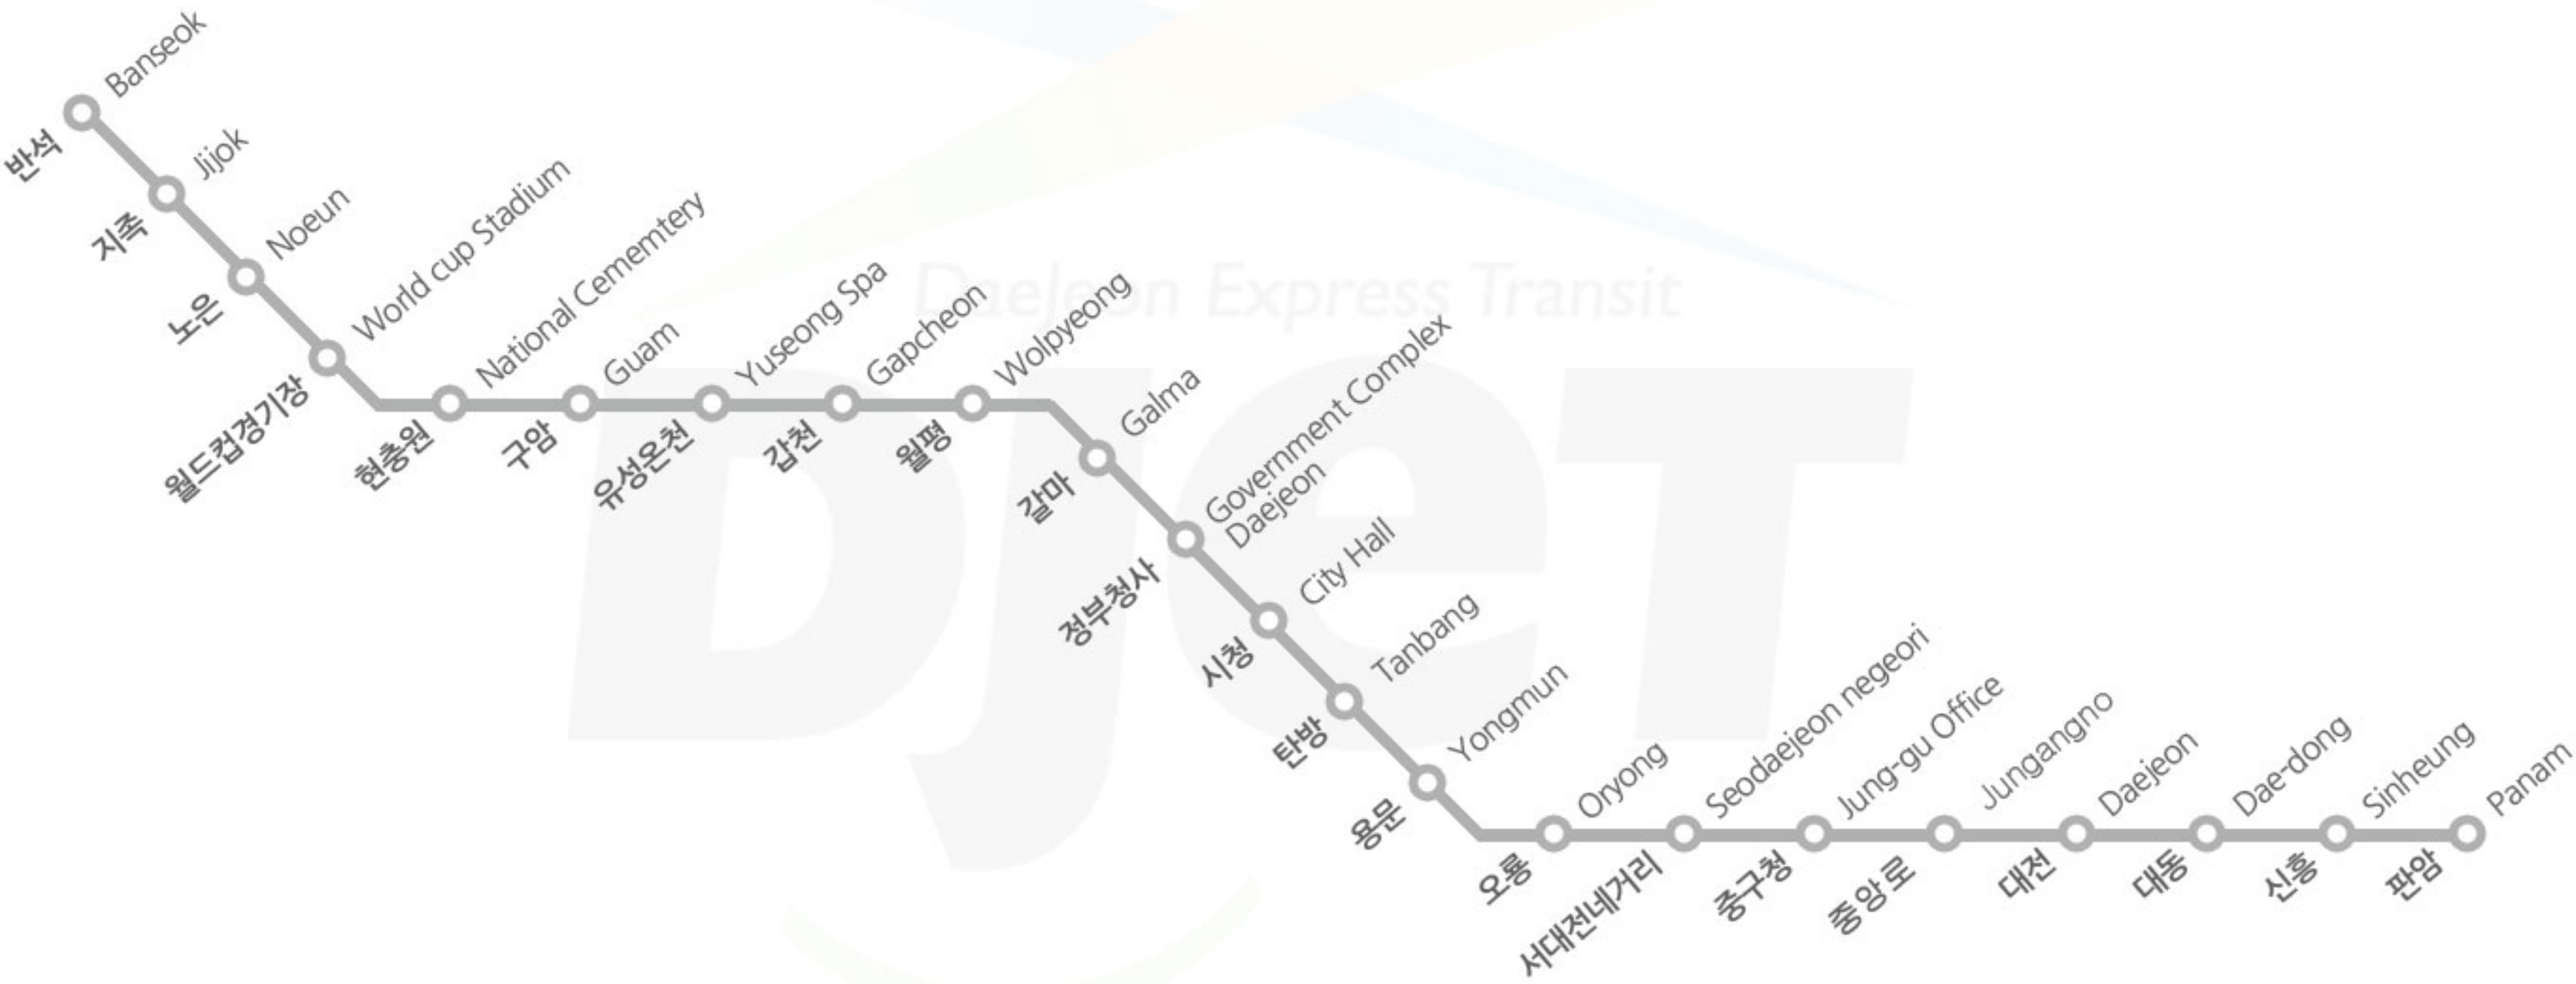 Banseok
반석
Jijok
지족
Noeun
노은
World cup Stadium
월드컵경기장
National Cememtery
현충원
Guam
구암
Yuseong Spa
유성온천
Gapcheon
갑천
Wolpyeong
월평
Galma
갈마
Government Complex
Daejeon
정부청사
City Hall
시청
Tanbang
탄방
Yongmun
용문
Oryong
오룡
Seodaejeon negeori
서대전네거리
Jung-gu Office
중구청
Jungangno
중앙로
Daejeon
대전
Dae-dong
대동
Sinheung
신흥
Panam
판암
DaeJeon Express Transit
DJeT